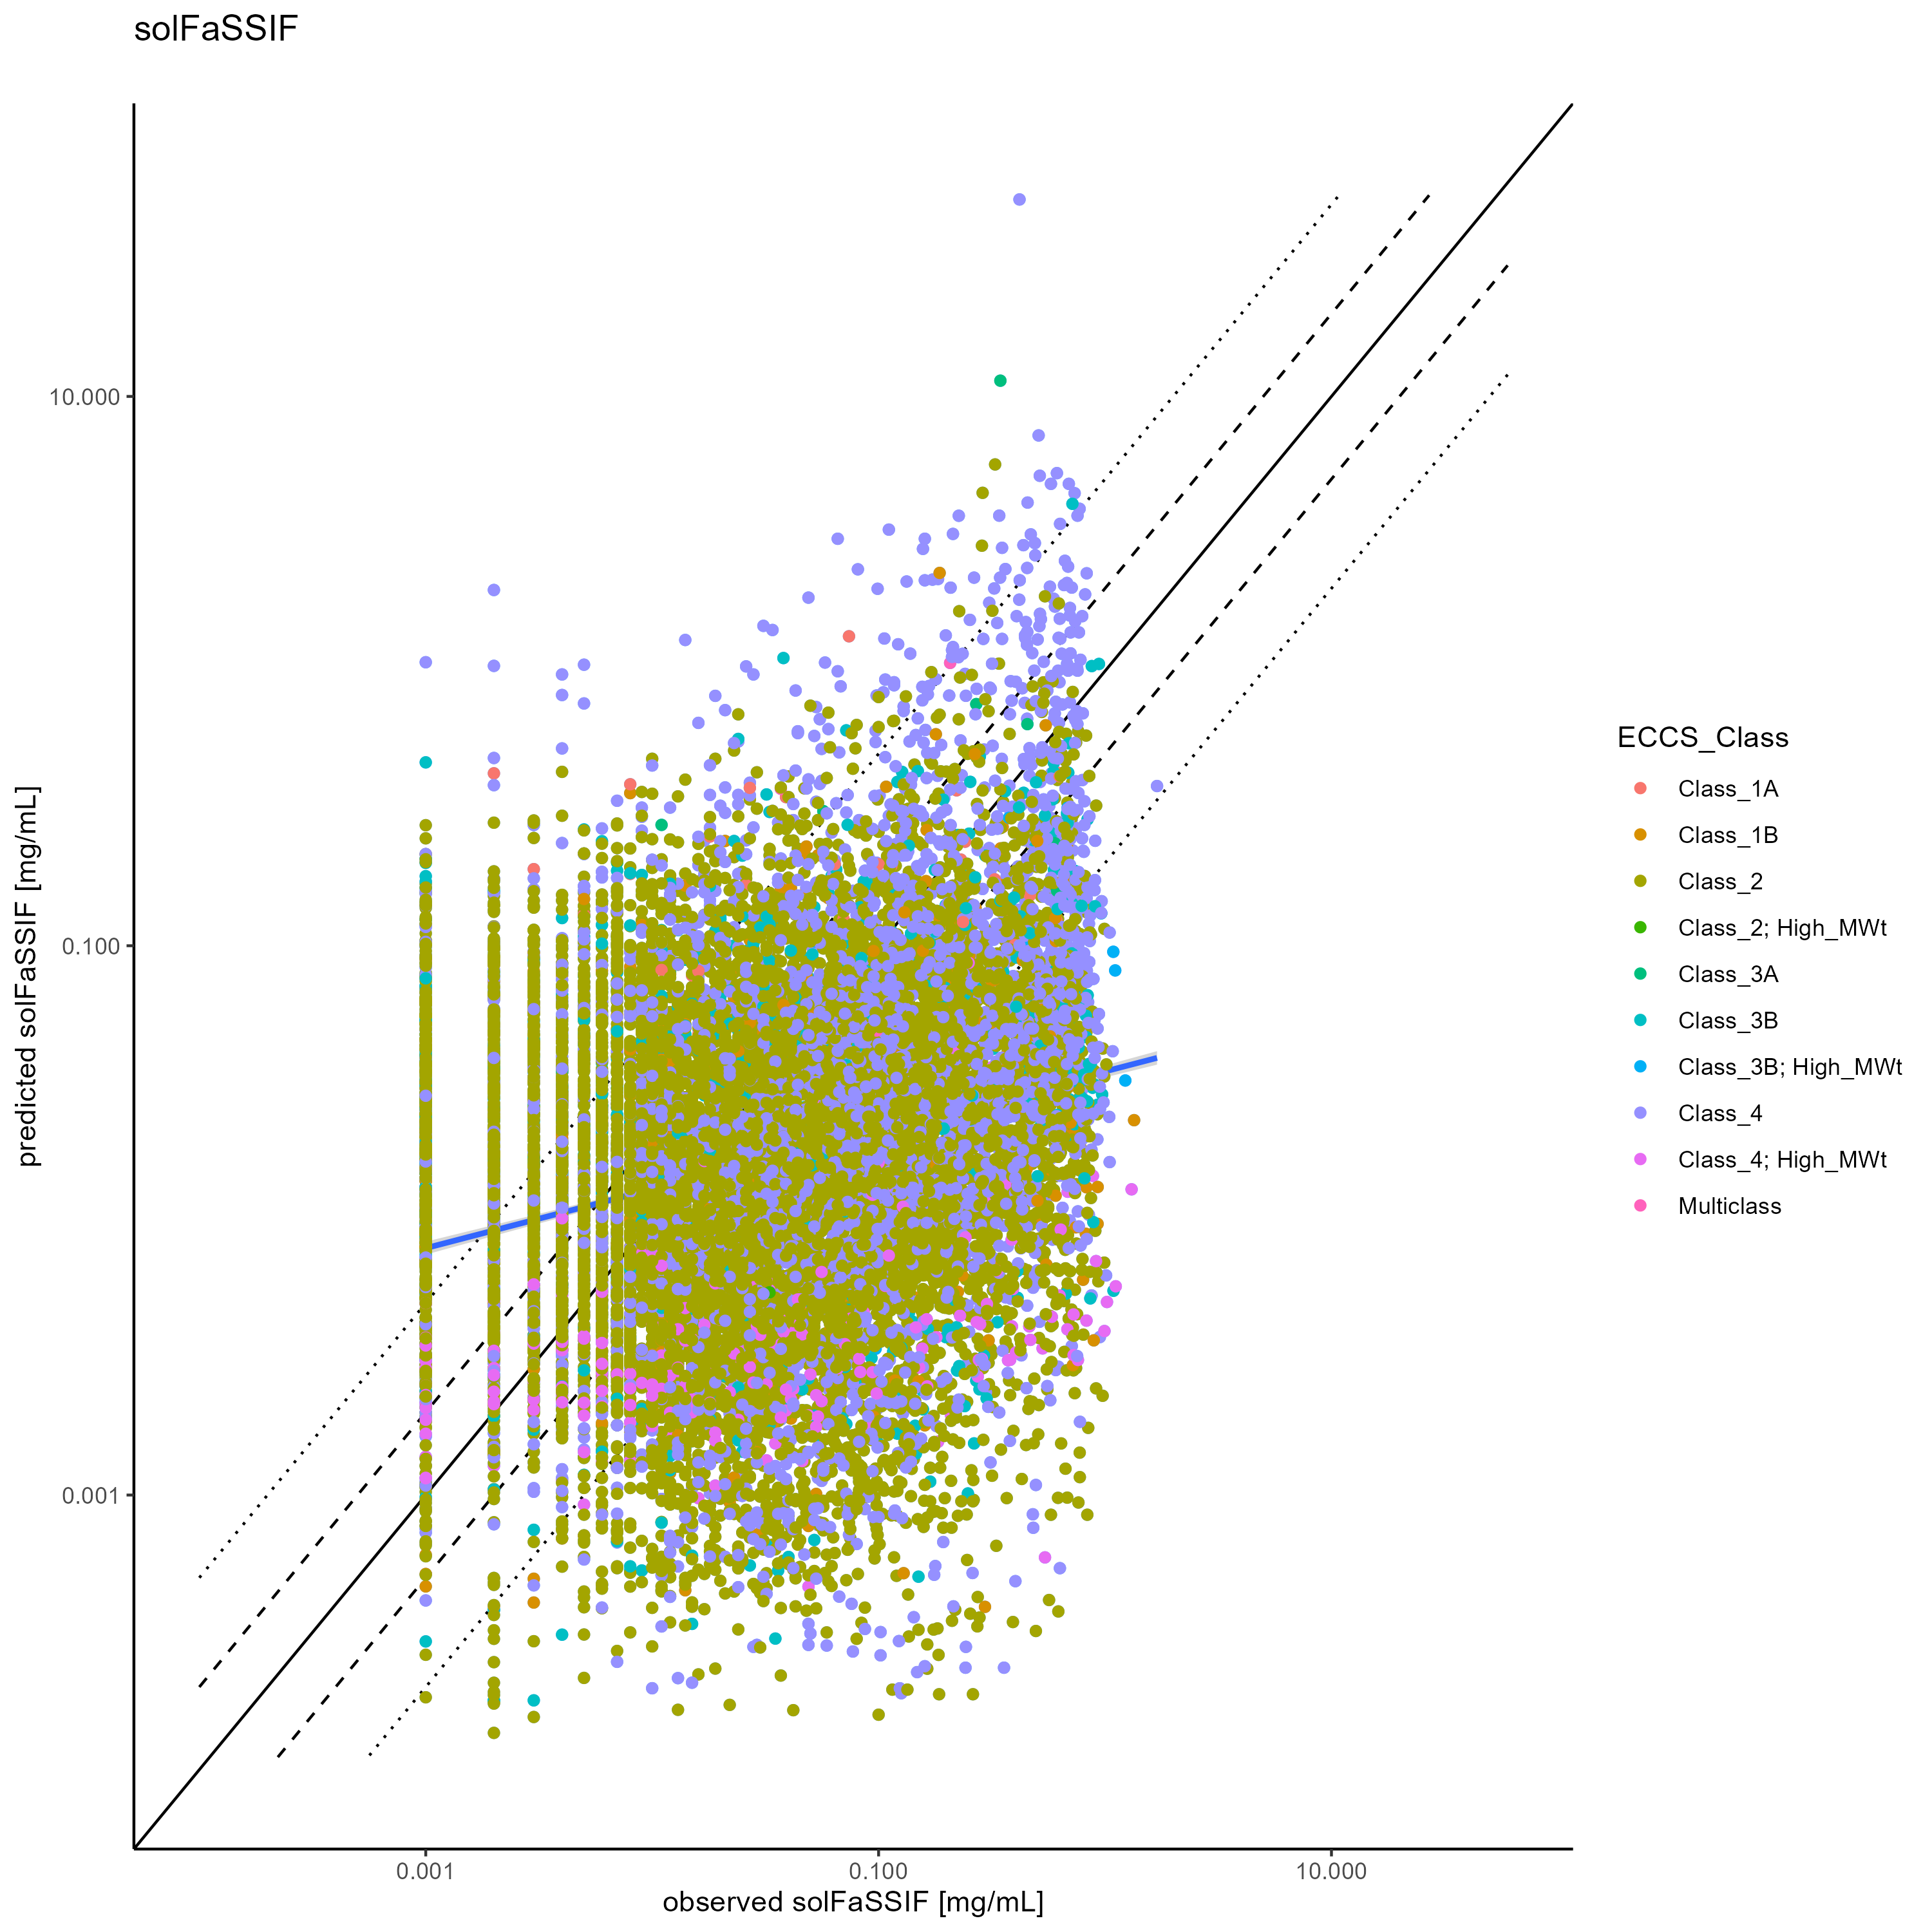 solFaSSIF
predicted solFaSSIF [mg/mL]
10.000
0.100
0.001
0.001
0.100
10.000
observed solFaSSIF [mg/mL]
ECCS_Class
Class_1A
Class_1B
Class_2
Class_2; High_MWt
Class_3A
Class_3B
Class_3B; High_MWt
Class_4
Class_4; High_MWt
Multiclass